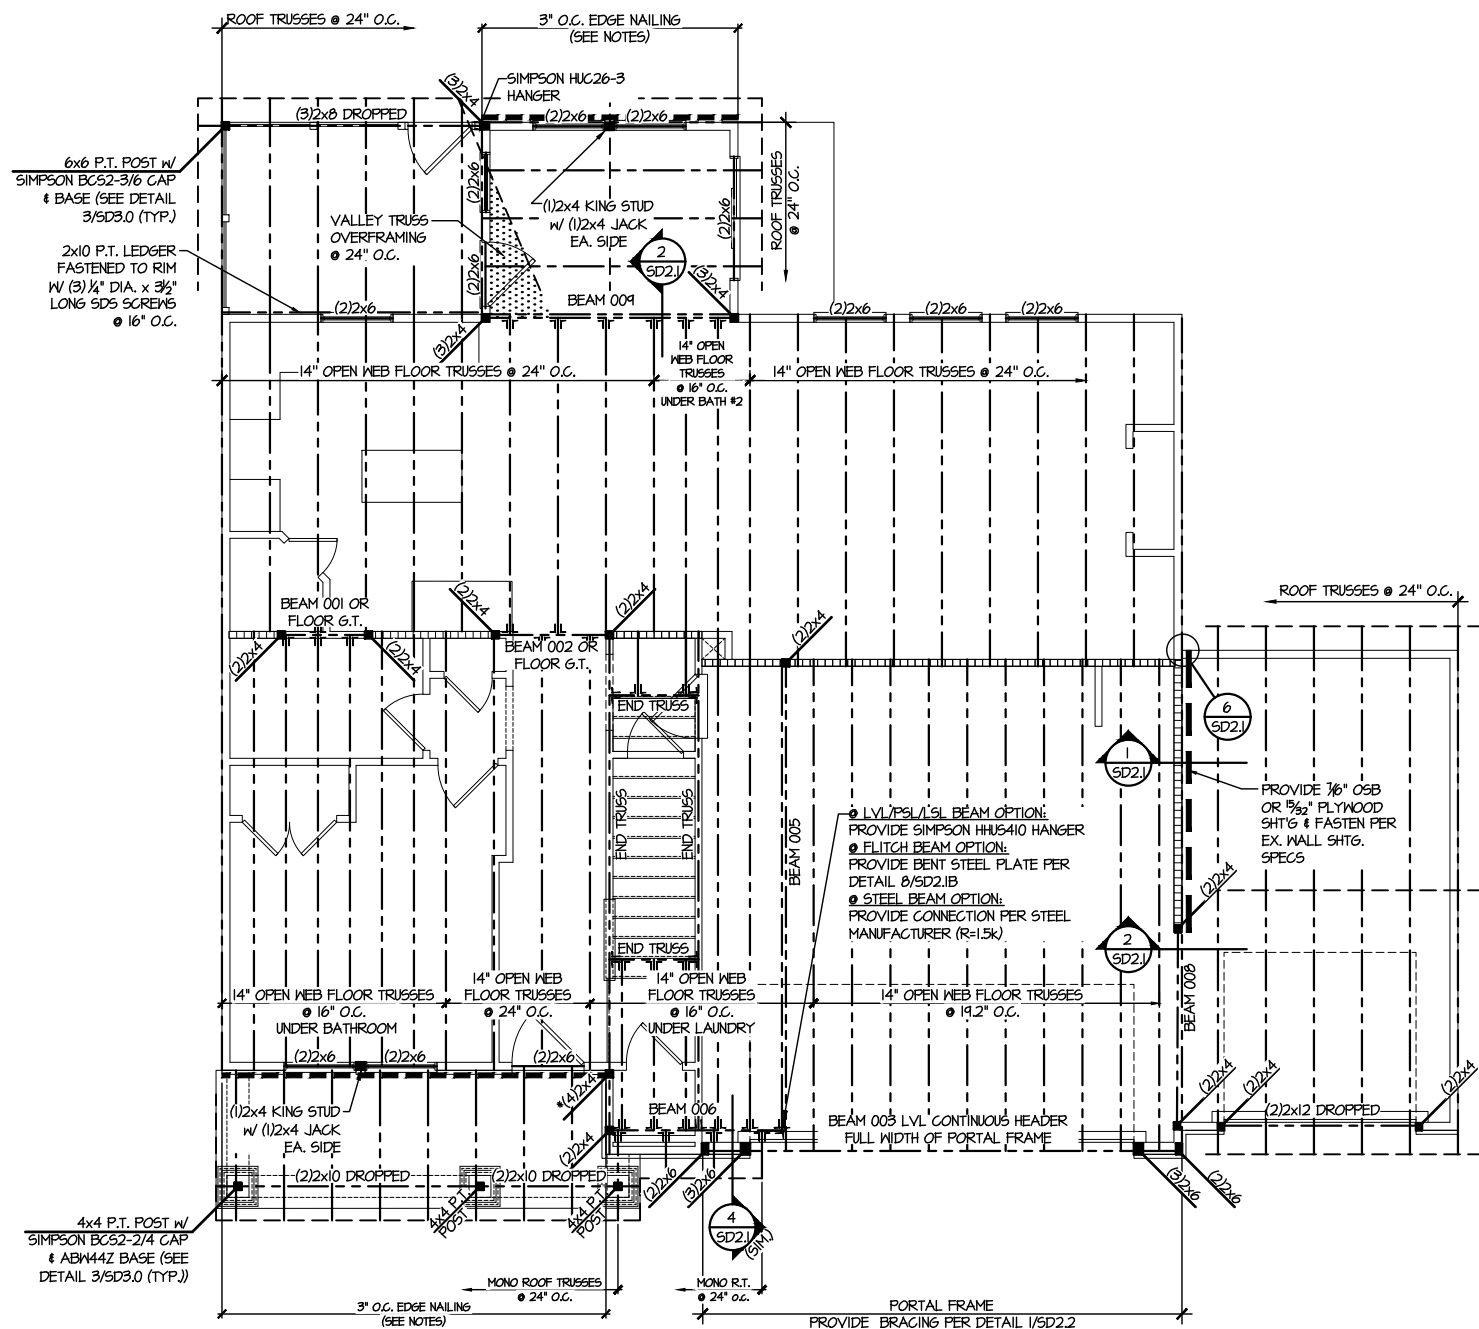 ROOF TRUSSES @ 24" O.C.
3" O.C. EDGE NAILING
(SEE NOTES)
(3)2x4
SIMPSON HUC26-3
HANGER
(3)2x8 DROPPED
(2)2x6
(2)2x6
6x6 P.T. POST W/
SIMPSON BCS2-3/6 CAP
& BASE (SEE DETAIL
3/SD3.0 (TYP.)
(2)2x6
(2)2x6
ROOF TRUSSES
@ 24" O.C.
VALLEY TRUSS
OVERFRAMING
@ 24" O.C.
(1)2x4 KING STUD
W/ (1)2x4 JACK
EA. SIDE
2x10 P.T. LEDGER
FASTENED TO RIM
W/ (3) 1/4" DIA. x 3 1/2"
LONG SDS SCREWS
@ 16" O.C.
(2)2x6
2
SD2.1
(3)2x4
BEAM 009
(2)2x6
(2)2x6
(2)2x6
(2)2x6
(3)2x4
14" OPEN
WEB FLOOR
TRUSSES
@ 16" O.C.
UNDER BATH #2
14" OPEN WEB FLOOR TRUSSES @ 24" O.C.
14" OPEN WEB FLOOR TRUSSES @ 24" O.C.
ROOF TRUSSES @ 24" O.C.
BEAM 001 OR
FLOOR G.T.
(2)2x4
(2)2x4
(2)2x4
(2)2x4
(2)2x4
BEAM 002 OR
FLOOR G.T.
END TRUSS
6
SD2.1
1
SD2.1
PROVIDE 7/16" OSB
OR 15/32" PLYWOOD
SHT'G & FASTEN PER
EX. WALL SHTG.
SPECS
END TRUSS
END TRUSS
BEAM 005
@ LVL/PSL/LSL BEAM OPTION:
PROVIDE SIMPSON HHUS410 HANGER
@ FLITCH BEAM OPTION:
PROVIDE BENT STEEL PLATE PER
DETAIL 8/SD2.1B
@ STEEL BEAM OPTION:
PROVIDE CONNECTION PER STEEL
MANUFACTURER (R=1.5k)
(2)2x4
END TRUSS
2
SD2.1
BEAM 008
14" OPEN WEB FLOOR TRUSSES
@ 16" O.C.
UNDER BATHROOM
14" OPEN WEB
FLOOR TRUSSES
@ 24" O.C.
14" OPEN WEB
FLOOR TRUSSES
@ 16" O.C.
UNDER LAUNDRY
14" OPEN WEB FLOOR TRUSSES
@ 19.2" O.C.
(2)2x6
(2)2x6
(2)2x6
*(4)2x4
(2)2x4
(2)2x4
(2)2x4
(1)2x4 KING STUD
W/ (1)2x4 JACK
EA. SIDE
BEAM 006
BEAM 003 LVL CONTINUOUS HEADER
FULL WIDTH OF PORTAL FRAME
(2)2x12 DROPPED
(2)2x4
(2)2x10 DROPPED
(2)2x10 DROPPED
(2)2x6
(3)2x6
(3)2x6
(2)2x6
4x4 P.T.
POST
4x4 P.T.
POST
4x4 P.T. POST W/
SIMPSON BCS2-2/4 CAP
& ABW44Z BASE (SEE
DETAIL 3/SD3.0 (TYP.))
4
SD2.1
(SIM.)
MONO ROOF TRUSSES
@ 24" O.C.
MONO R.T.
@ 24" O.C.
3" O.C. EDGE NAILING
(SEE NOTES)
PORTAL FRAME
PROVIDE BRACING PER DETAIL 1/SD2.2